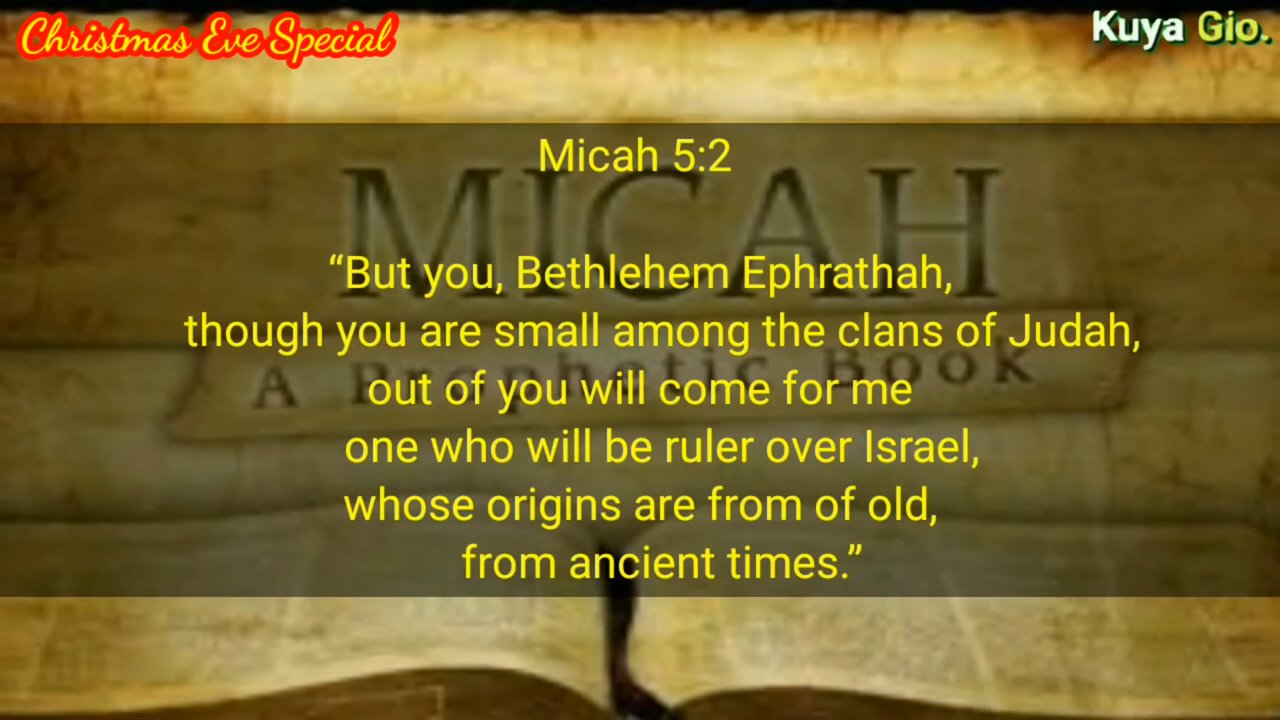 Christmas Eve Special
Kuya Gio.
Micah 5:2
MICAH
“But you, Bethlehem Ephrathah,
though you are small among the clans of Judah,
A Prophetic Book
out of you will come for me
one who will be ruler over Israel,
whose origins are from of old,
from ancient times.”